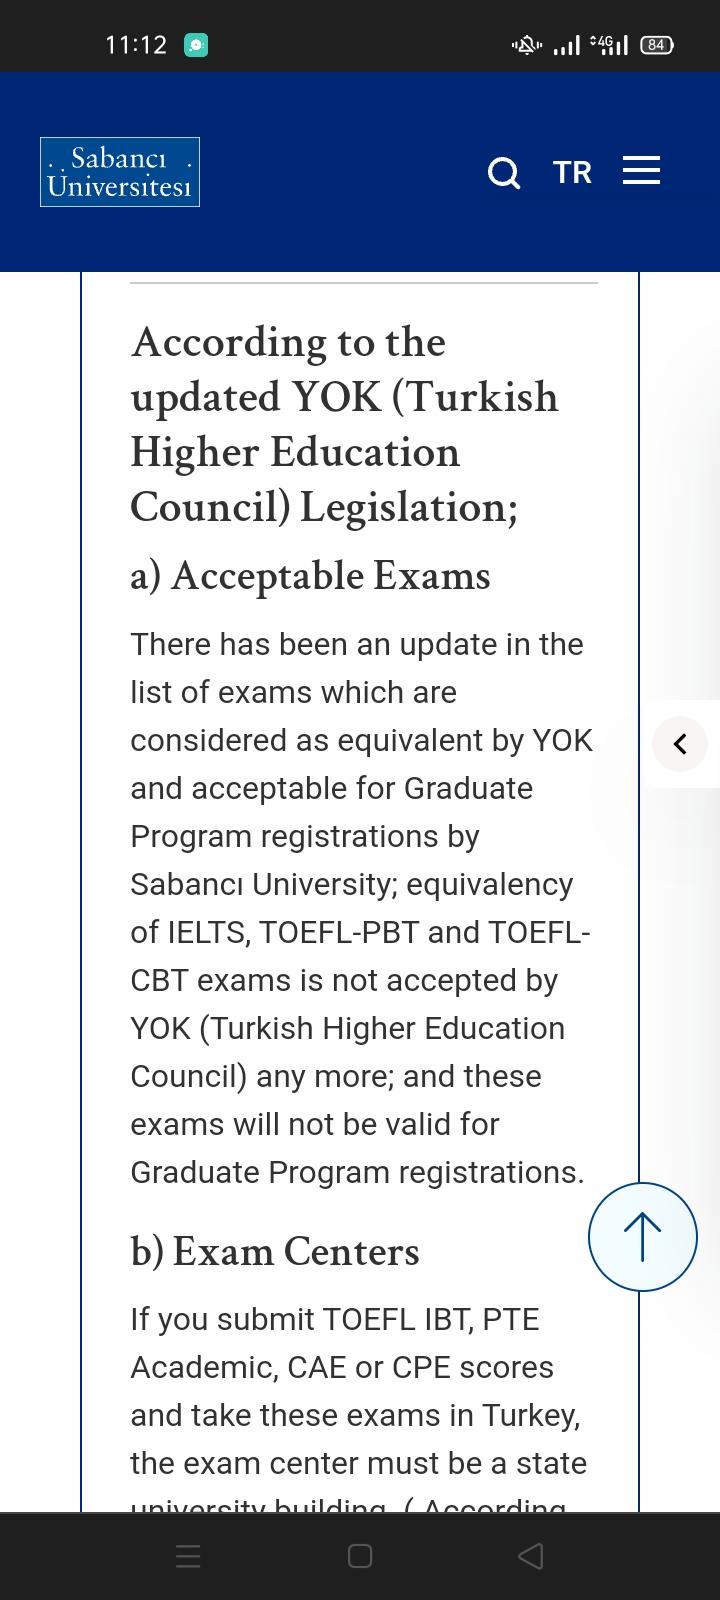 11:12
4G
84
Sabancı
Üniversitesi
TR
According to the
updated YOK (Turkish
Higher Education
Council) Legislation;
a) Acceptable Exams
There has been an update in the
list of exams which are
considered as equivalent by YOK
and acceptable for Graduate
Program registrations by
Sabancı University; equivalency
of IELTS, TOEFL-PBT and TOEFL-
CBT exams is not accepted by
YOK (Turkish Higher Education
Council) any more; and these
exams will not be valid for
Graduate Program registrations.
b) Exam Centers
If you submit TOEFL IBT, PTE
Academic, CAE or CPE scores
and take these exams in Turkey,
the exam center must be a state
university building. ( According